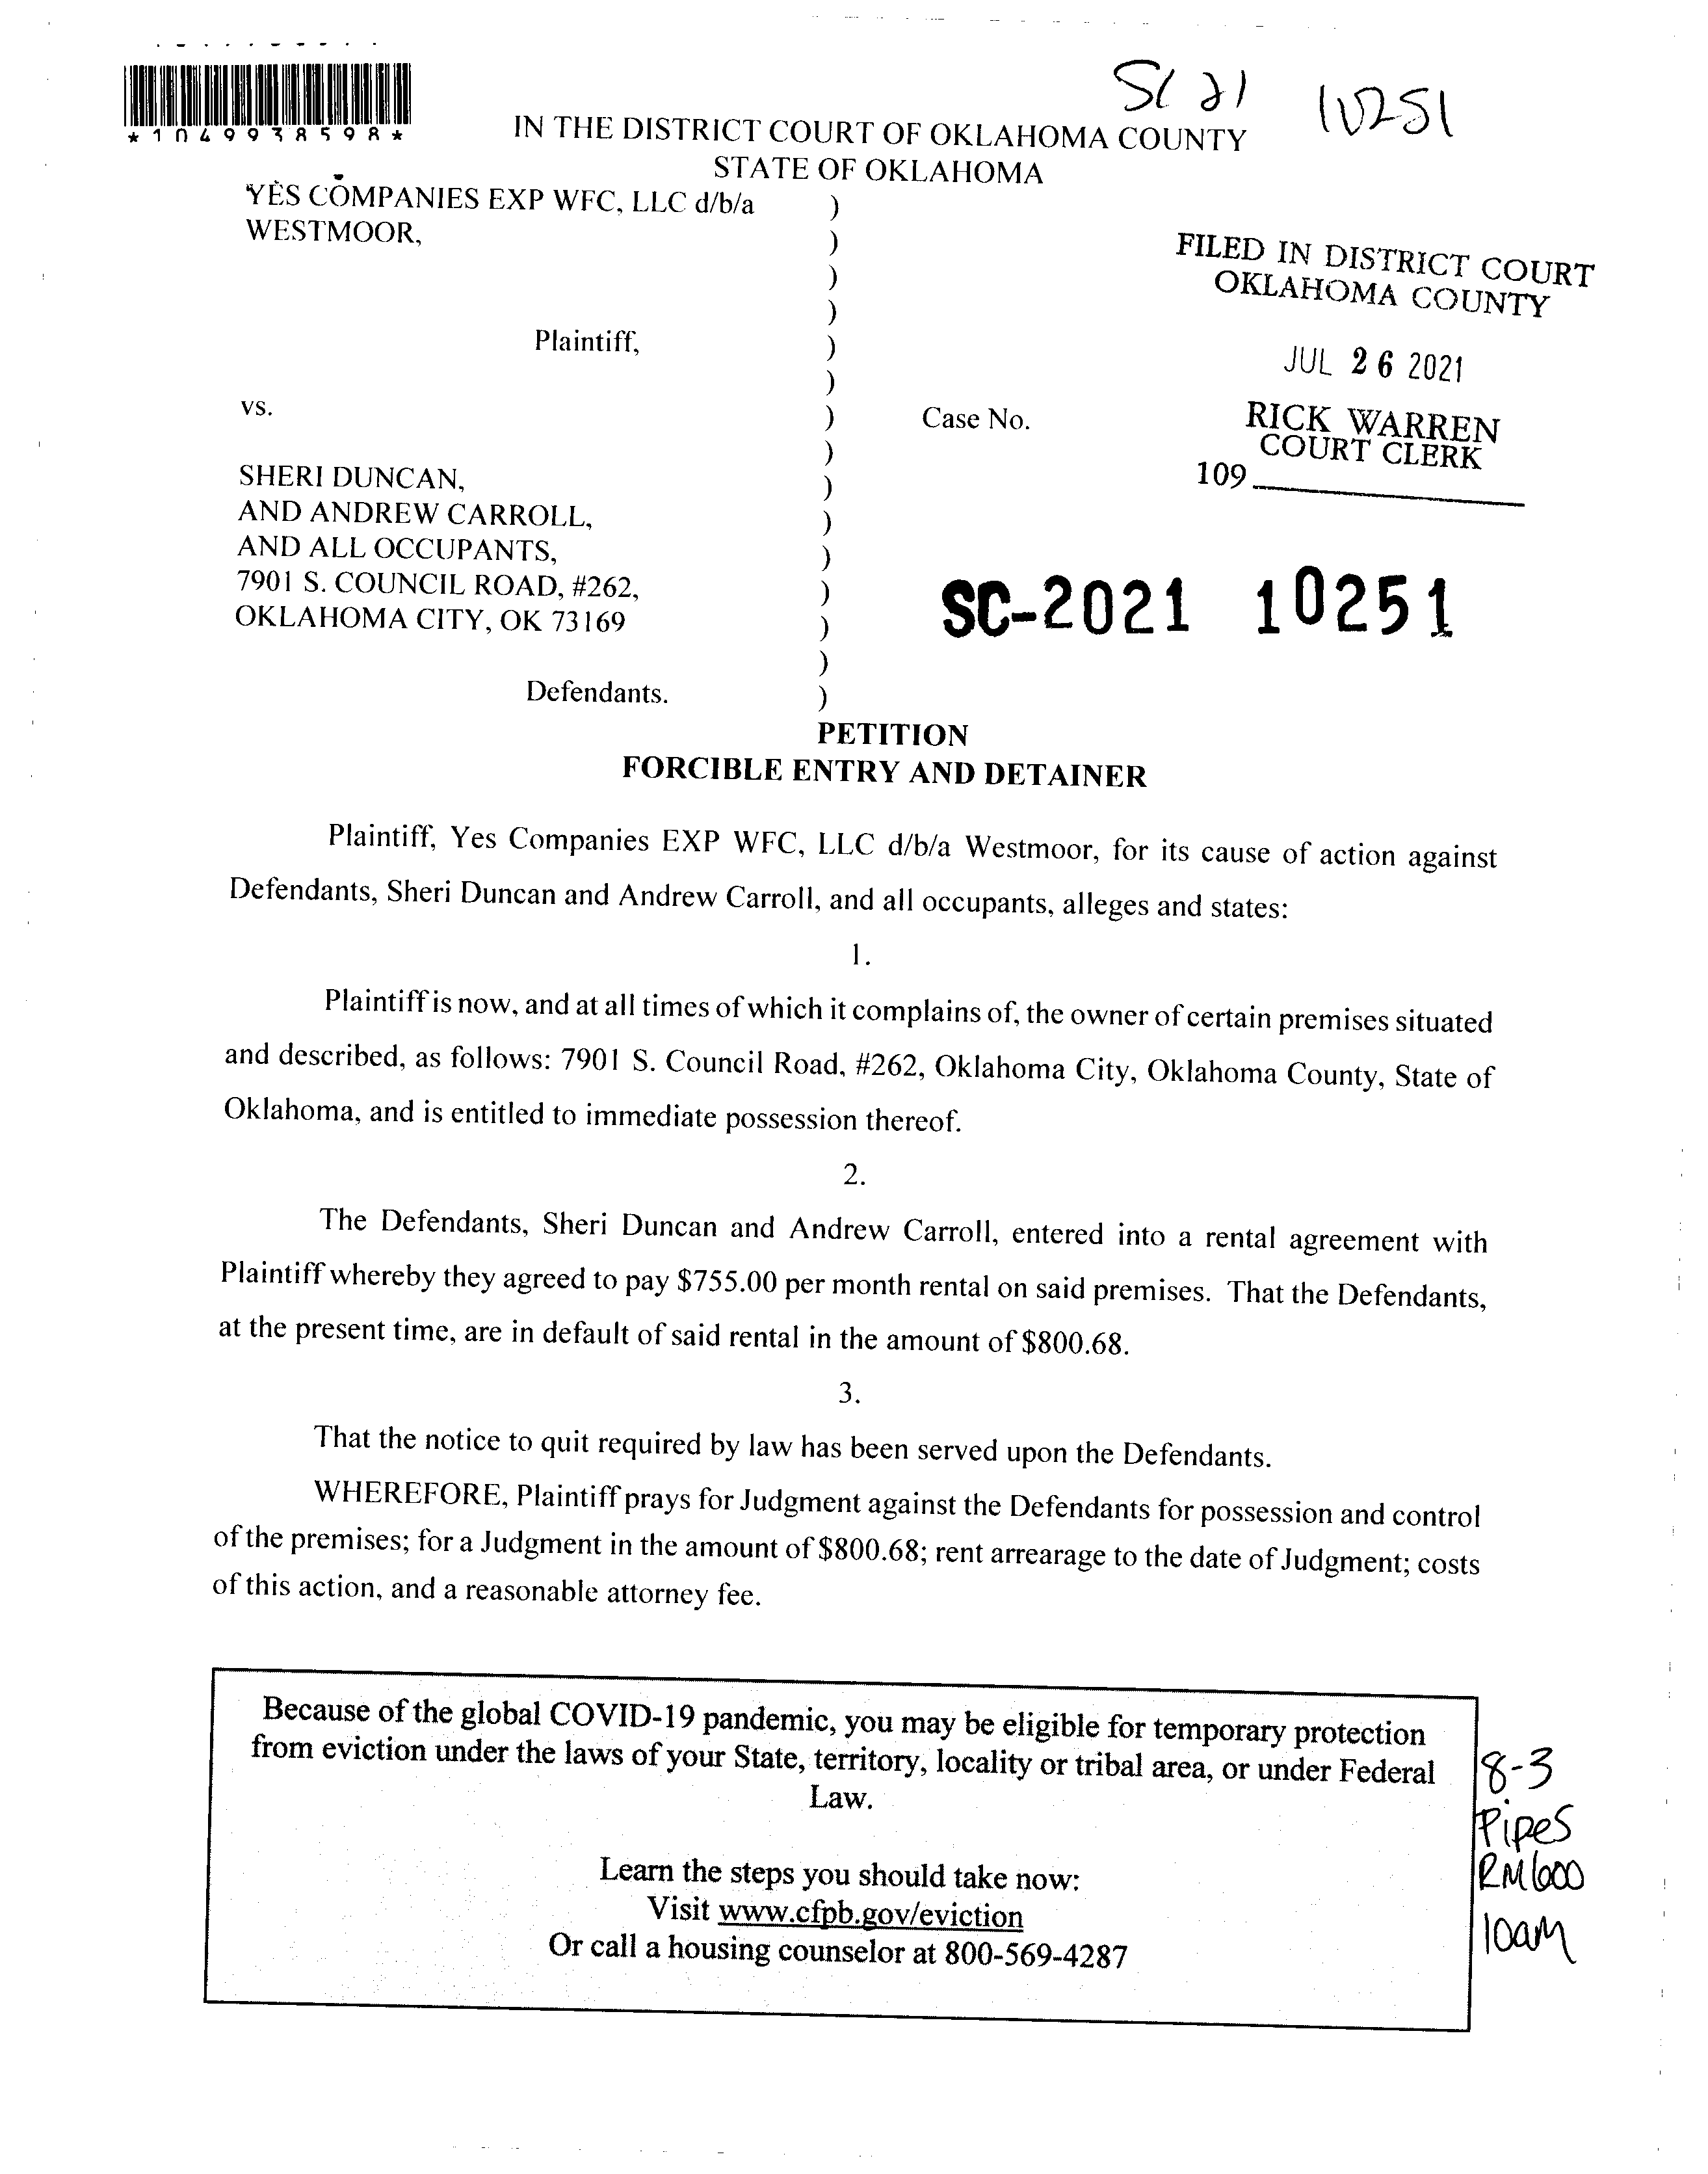 SC 21 10251
*1049938598*
IN THE DISTRICT COURT OF OKLAHOMA COUNTY
STATE OF OKLAHOMA
YES COMPANIES EXP WFC, LLC d/b/a )
WESTMOOR, )
)
)
Plaintiff, )
)
vs. ) Case No.
)
SHERI DUNCAN, )
AND ANDREW CARROLL, )
AND ALL OCCUPANTS, )
7901 S. COUNCIL ROAD, #262, )
OKLAHOMA CITY, OK 73169 )
)
Defendants. )
FILED IN DISTRICT COURT
OKLAHOMA COUNTY
JUL 26 2021
RICK WARREN
COURT CLERK
109
SC-2021 10251
PETITION
FORCIBLE ENTRY AND DETAINER
Plaintiff, Yes Companies EXP WFC, LLC d/b/a Westmoor, for its cause of action against
Defendants, Sheri Duncan and Andrew Carroll, and all occupants, alleges and states:
1.
Plaintiff is now, and at all times of which it complains of, the owner of certain premises situated
and described, as follows: 7901 S. Council Road, #262, Oklahoma City, Oklahoma County, State of
Oklahoma, and is entitled to immediate possession thereof.
2.
The Defendants, Sheri Duncan and Andrew Carroll, entered into a rental agreement with
Plaintiff whereby they agreed to pay $755.00 per month rental on said premises. That the Defendants,
at the present time, are in default of said rental in the amount of $800.68.
3.
That the notice to quit required by law has been served upon the Defendants.
WHEREFORE, Plaintiff prays for Judgment against the Defendants for possession and control
of the premises; for a Judgment in the amount of $800.68; rent arrearage to the date of Judgment; costs
of this action, and a reasonable attorney fee.
Because of the global COVID-19 pandemic, you may be eligible for temporary protection
from eviction under the laws of your State, territory, locality or tribal area, or under Federal
Law.
Learn the steps you should take now:
Visit www.cfpb.gov/eviction
Or call a housing counselor at 800-569-4287
8-3
Pipes
RM600
10am